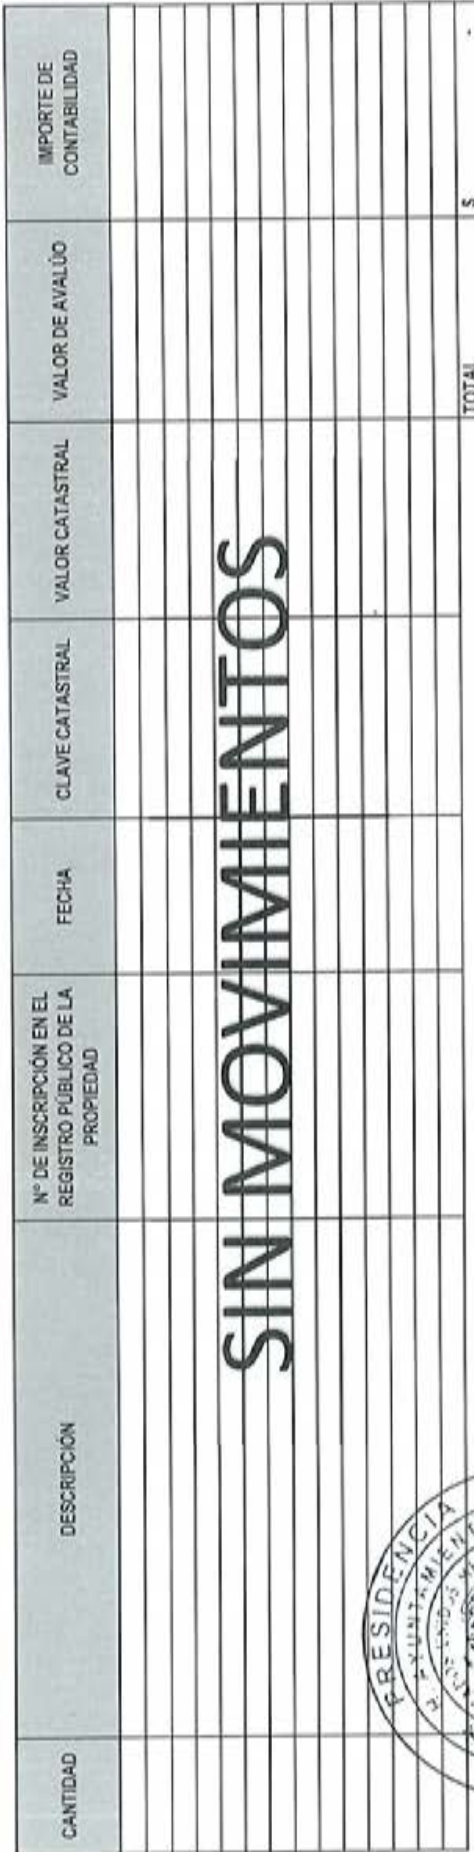 CANTIDAD
DESCRIPCIÓN
N° DE INSCRIPCIÓN EN EL
REGISTRO PÚBLICO DE LA
PROPIEDAD
FECHA
CLAVE CATASTRAL
VALOR CATASTRAL
VALOR DE AVALÚO
IMPORTE DE
CONTABILIDAD
SIN MOVIMIENTOS
TOTAL
$ -
PRESIDENCIA
H. AYUNTAMIENT